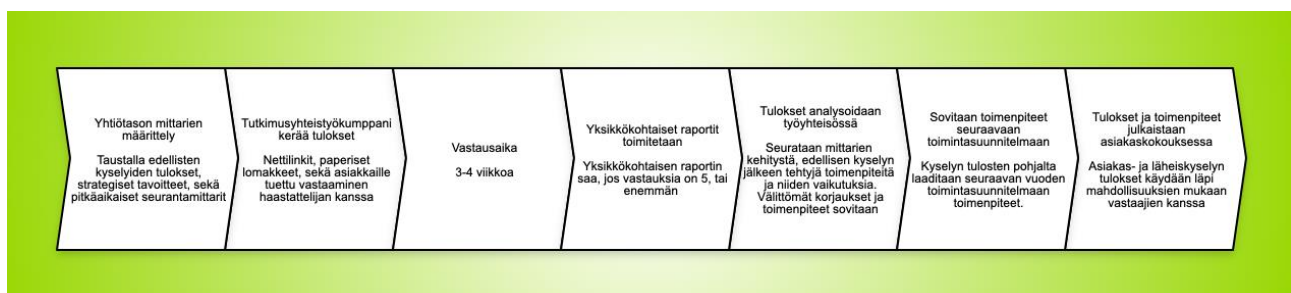 Yhtiötason mittarien
määrittely
Taustalla edellisten
kyselyiden tulokset,
strategiset tavoitteet, sekä
pitkäaikaiset seurantamittarit
Tutkimusyhteistyökumppani
kerää tulokset
Nettilinkit, paperiset
lomakkeet, sekä asiakkaille
tuettu vastaaminen
haastattelijan kanssa
Vastausaika
3-4 viikkoa
Yksikkökohtaiset raportit
toimitetaan
Yksikkökohtaisen raportin
saa, jos vastauksia on 5, tai
enemmän
Tulokset analysoidaan
työyhteisössä
Seurataan mittarien
kehitystä, edellisen kyselyn
jälkeen tehtyjä toimenpiteitä
ja niiden vaikutuksia.
Välittömät korjaukset ja
toimenpiteet sovitaan
Sovitaan toimenpiteet
seuraavaan
toimintasuunnitelmaan
Kyselyn tulosten pohjalta
laaditaan seuraavan vuoden
toimintasuunnitelmaan
toimenpiteet.
Tulokset ja toimenpiteet
julkaistaan
asiakaskokouksessa
Asiakas- ja läheiskyselyn
tulokset käydään läpi
mahdollisuuksien mukaan
vastaajien kanssa